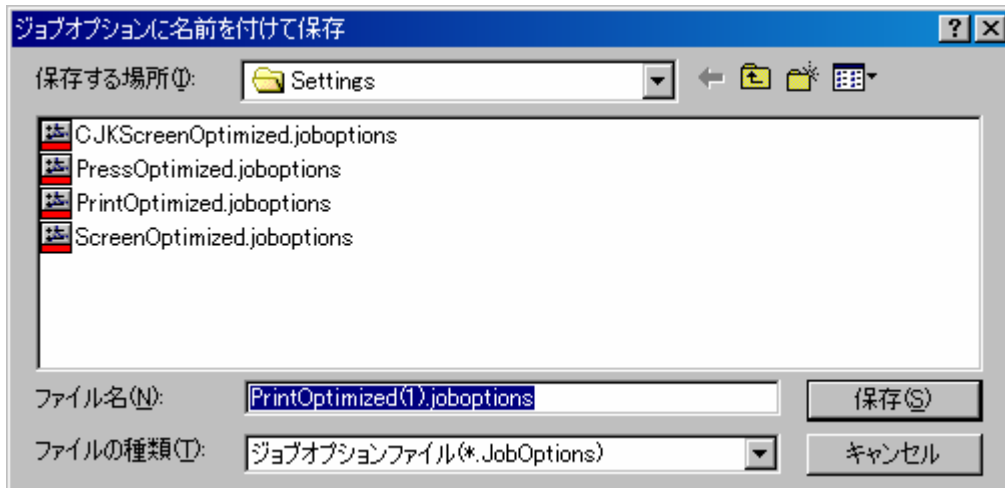 ジョブオプションに名前を付けて保存
保存する場所(I): Settings
CJKScreenOptimized.joboptions
PressOptimized.joboptions
PrintOptimized.joboptions
ScreenOptimized.joboptions
ファイル名(N): PrintOptimized(1).joboptions 保存(S)
ファイルの種類(T): ジョブオプションファイル(*.JobOptions) キャンセル